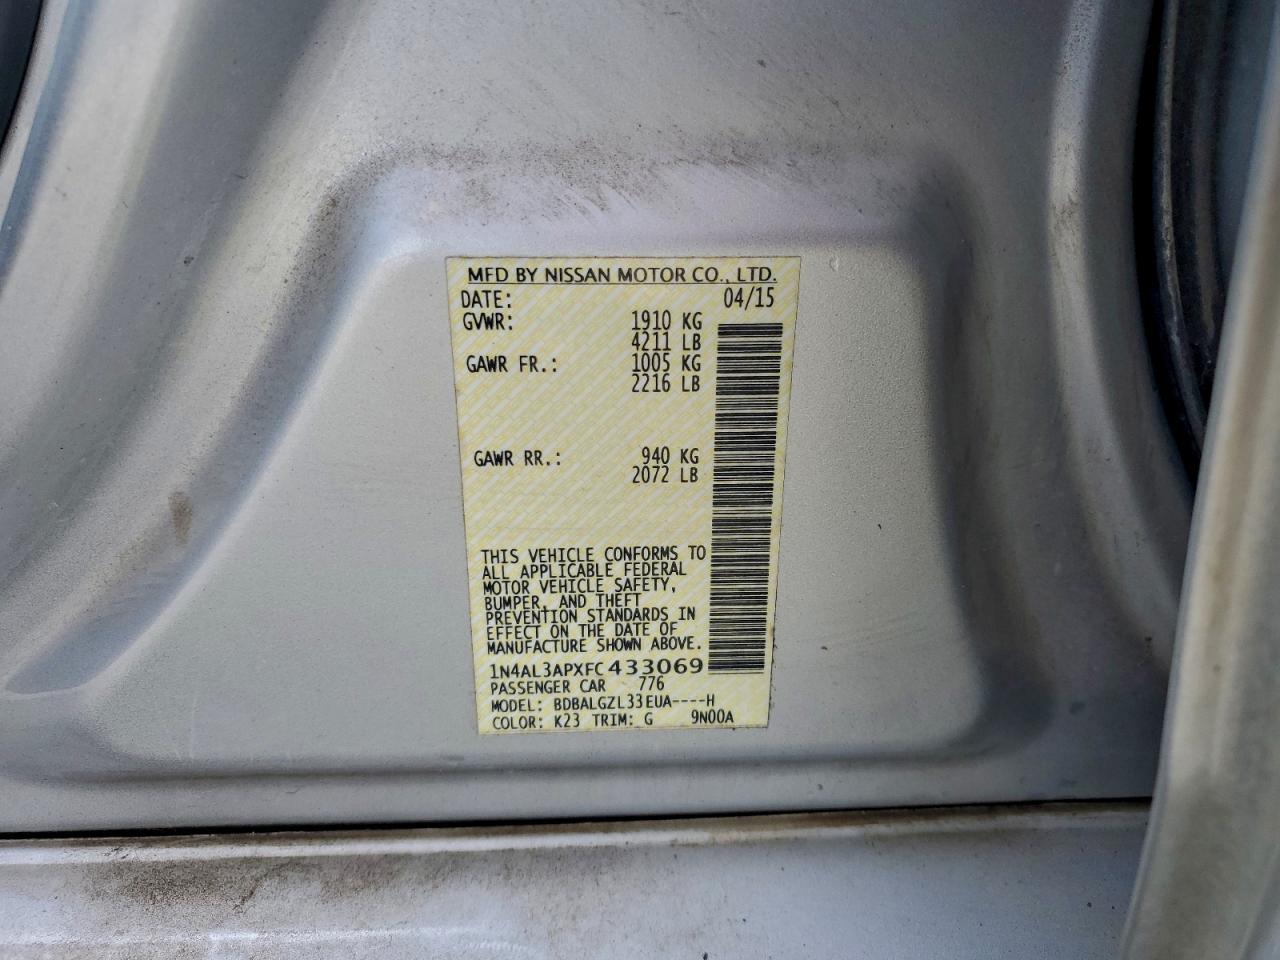 MFD BY NISSAN MOTOR CO., LTD.
DATE: 04/15
GVWR: 1910 KG
4211 LB
GAWR FR.: 1005 KG
2216 LB
GAWR RR.: 940 KG
2072 LB
THIS VEHICLE CONFORMS TO
ALL APPLICABLE FEDERAL
MOTOR VEHICLE SAFETY,
BUMPER, AND THEFT
PREVENTION STANDARDS IN
EFFECT ON THE DATE OF
MANUFACTURE SHOWN ABOVE.
1N4AL3APXFC433069
PASSENGER CAR 776
MODEL: BDBALGZL33EUA----H
COLOR: K23 TRIM: G 9N00A